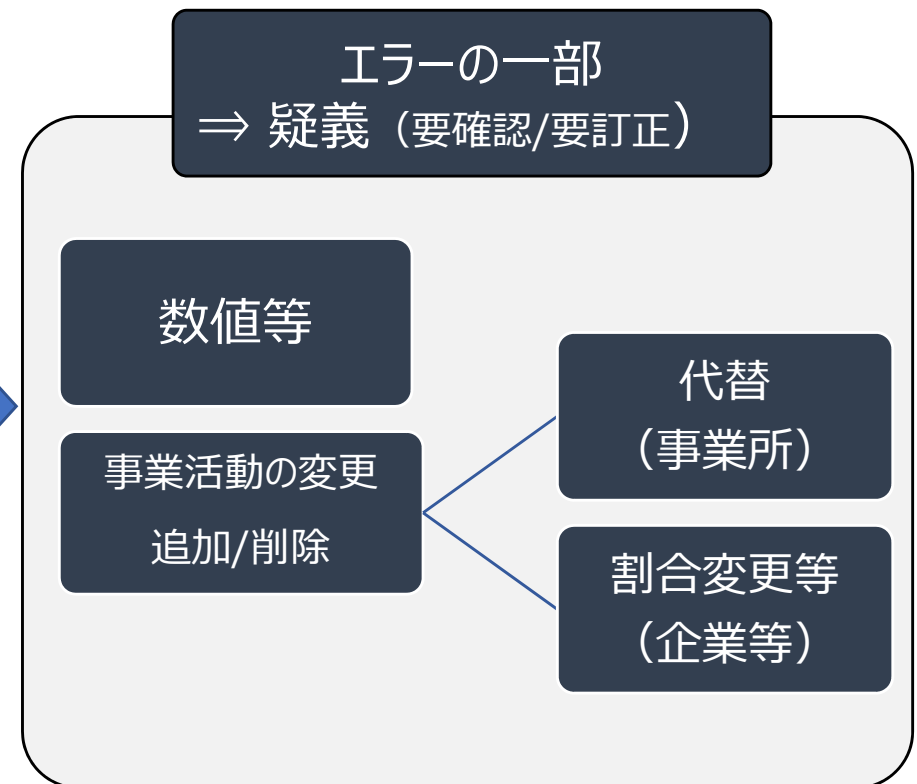 エラーの一部
⇒ 疑義（要確認/要訂正）
数値等
事業活動の変更
追加/削除
代替
（事業所）
割合変更等
（企業等）